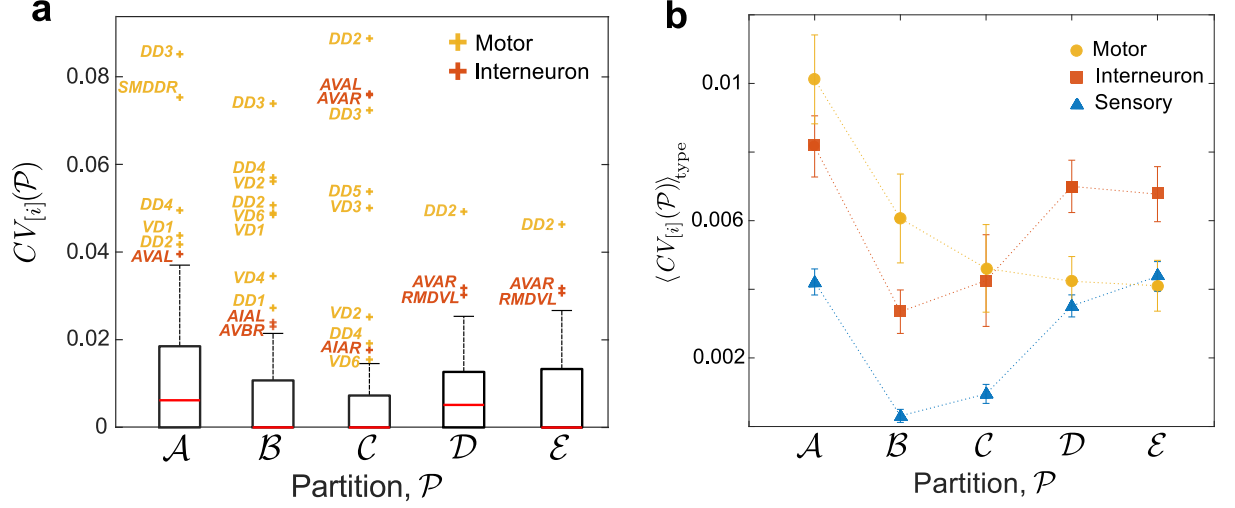 a
CV[i](𝒫)
0.08
0.06
0.04
0.02
0
Motor
Interneuron
DD3
SMDDR
DD4
VD1
DD2
AVAL
DD3
DD4
VD2
DD2
VD6
VD1
VD4
DD1
AIAL
AVBR
DD2
AVAL
AVAR
DD3
DD5
VD3
VD2
DD4
AIAR
VD6
DD2
AVAR
RMDVL
DD2
AVAR
RMDVL
𝒜 ℬ 𝒞 𝒟 ℰ
Partition, 𝒫
b
⟨CV[i](𝒫)⟩type
0.01
0.006
0.002
Motor
Interneuron
Sensory
𝒜 ℬ 𝒞 𝒟 ℰ
Partition, 𝒫